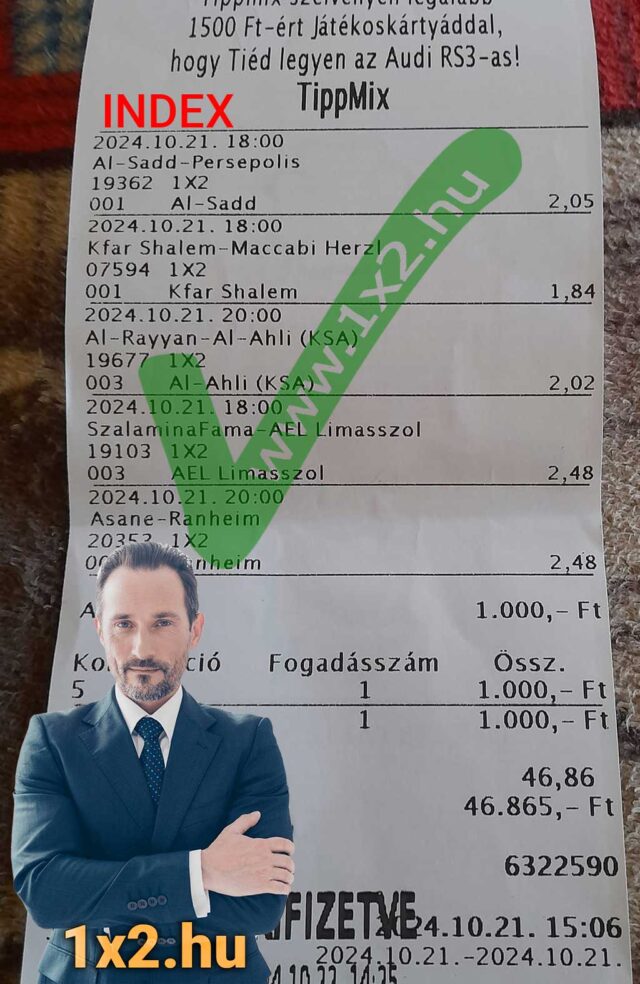 1500 Ft-ért Játékoskártyáddal,
hogy Tiéd legyen az Audi RS3-as!
INDEX TippMix
2024.10.21. 18:00
Al-Sadd-Persepolis
19362 1X2
001 Al-Sadd 2,05
2024.10.21. 18:00
Kfar Shalem-Maccabi Herzl
07594 1X2
001 Kfar Shalem 1,84
2024.10.21. 20:00
Al-Rayyan-Al-Ahli (KSA)
19677 1X2
003 Al-Ahli (KSA) 2,02
2024.10.21. 18:00
SzalaminaFama-AEL Limasszol
19103 1X2
003 AEL Limasszol 2,48
2024.10.21. 20:00
Asane-Ranheim
20353 1X2
2,48
www.1x2.hu
1.000,- Ft
Fogadásszám Össz.
5 1 1.000,- Ft
1 1.000,- Ft
46,86
46.865,- Ft
6322590
15:06
2024.10.21.-2024.10.21.
1x2.hu